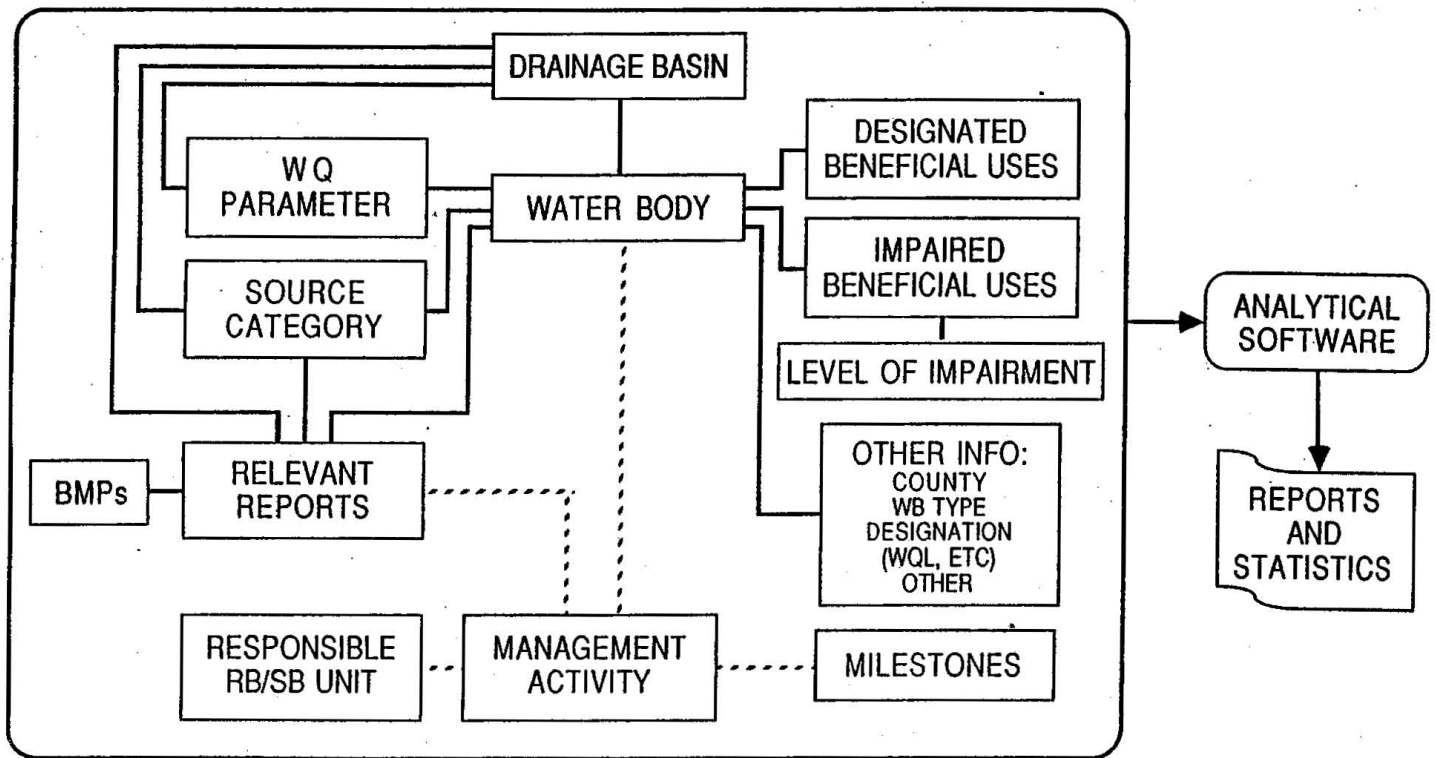 DRAINAGE BASIN
WQ
PARAMETER
WATER BODY
DESIGNATED
BENEFICIAL USES
IMPAIRED
BENEFICIAL USES
SOURCE
CATEGORY
LEVEL OF IMPAIRMENT
ANALYTICAL
SOFTWARE
BMPs
RELEVANT
REPORTS
OTHER INFO:
COUNTY
WB TYPE
DESIGNATION
(WQL, ETC)
OTHER
REPORTS
AND
STATISTICS
RESPONSIBLE
RB/SB UNIT
MANAGEMENT
ACTIVITY
MILESTONES